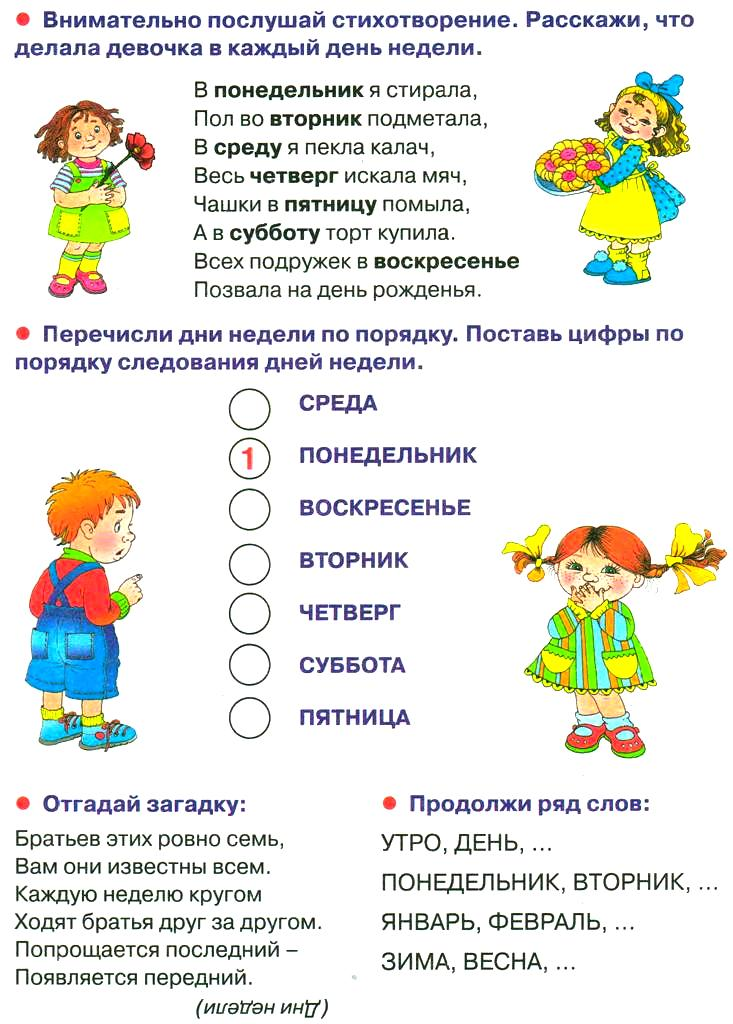 • Внимательно послушай стихотворение. Расскажи, что
делала девочка в каждый день недели.
В понедельник я стирала,
Пол во вторник подметала,
В среду я пекла калач,
Весь четверг искала мяч,
Чашки в пятницу помыла,
А в субботу торт купила.
Всех подружек в воскресенье
Позвала на день рожденья.
• Перечисли дни недели по порядку. Поставь цифры по
порядку следования дней недели.
СРЕДА
1 ПОНЕДЕЛЬНИК
ВОСКРЕСЕНЬЕ
ВТОРНИК
ЧЕТВЕРГ
СУББОТА
ПЯТНИЦА
• Отгадай загадку:
Братьев этих ровно семь,
Вам они известны всем.
Каждую неделю кругом
Ходят братья друг за другом.
Попрощается последний –
Появляется передний.
(Дни недели)
• Продолжи ряд слов:
УТРО, ДЕНЬ, ...
ПОНЕДЕЛЬНИК, ВТОРНИК, ...
ЯНВАРЬ, ФЕВРАЛЬ, ...
ЗИМА, ВЕСНА, ...